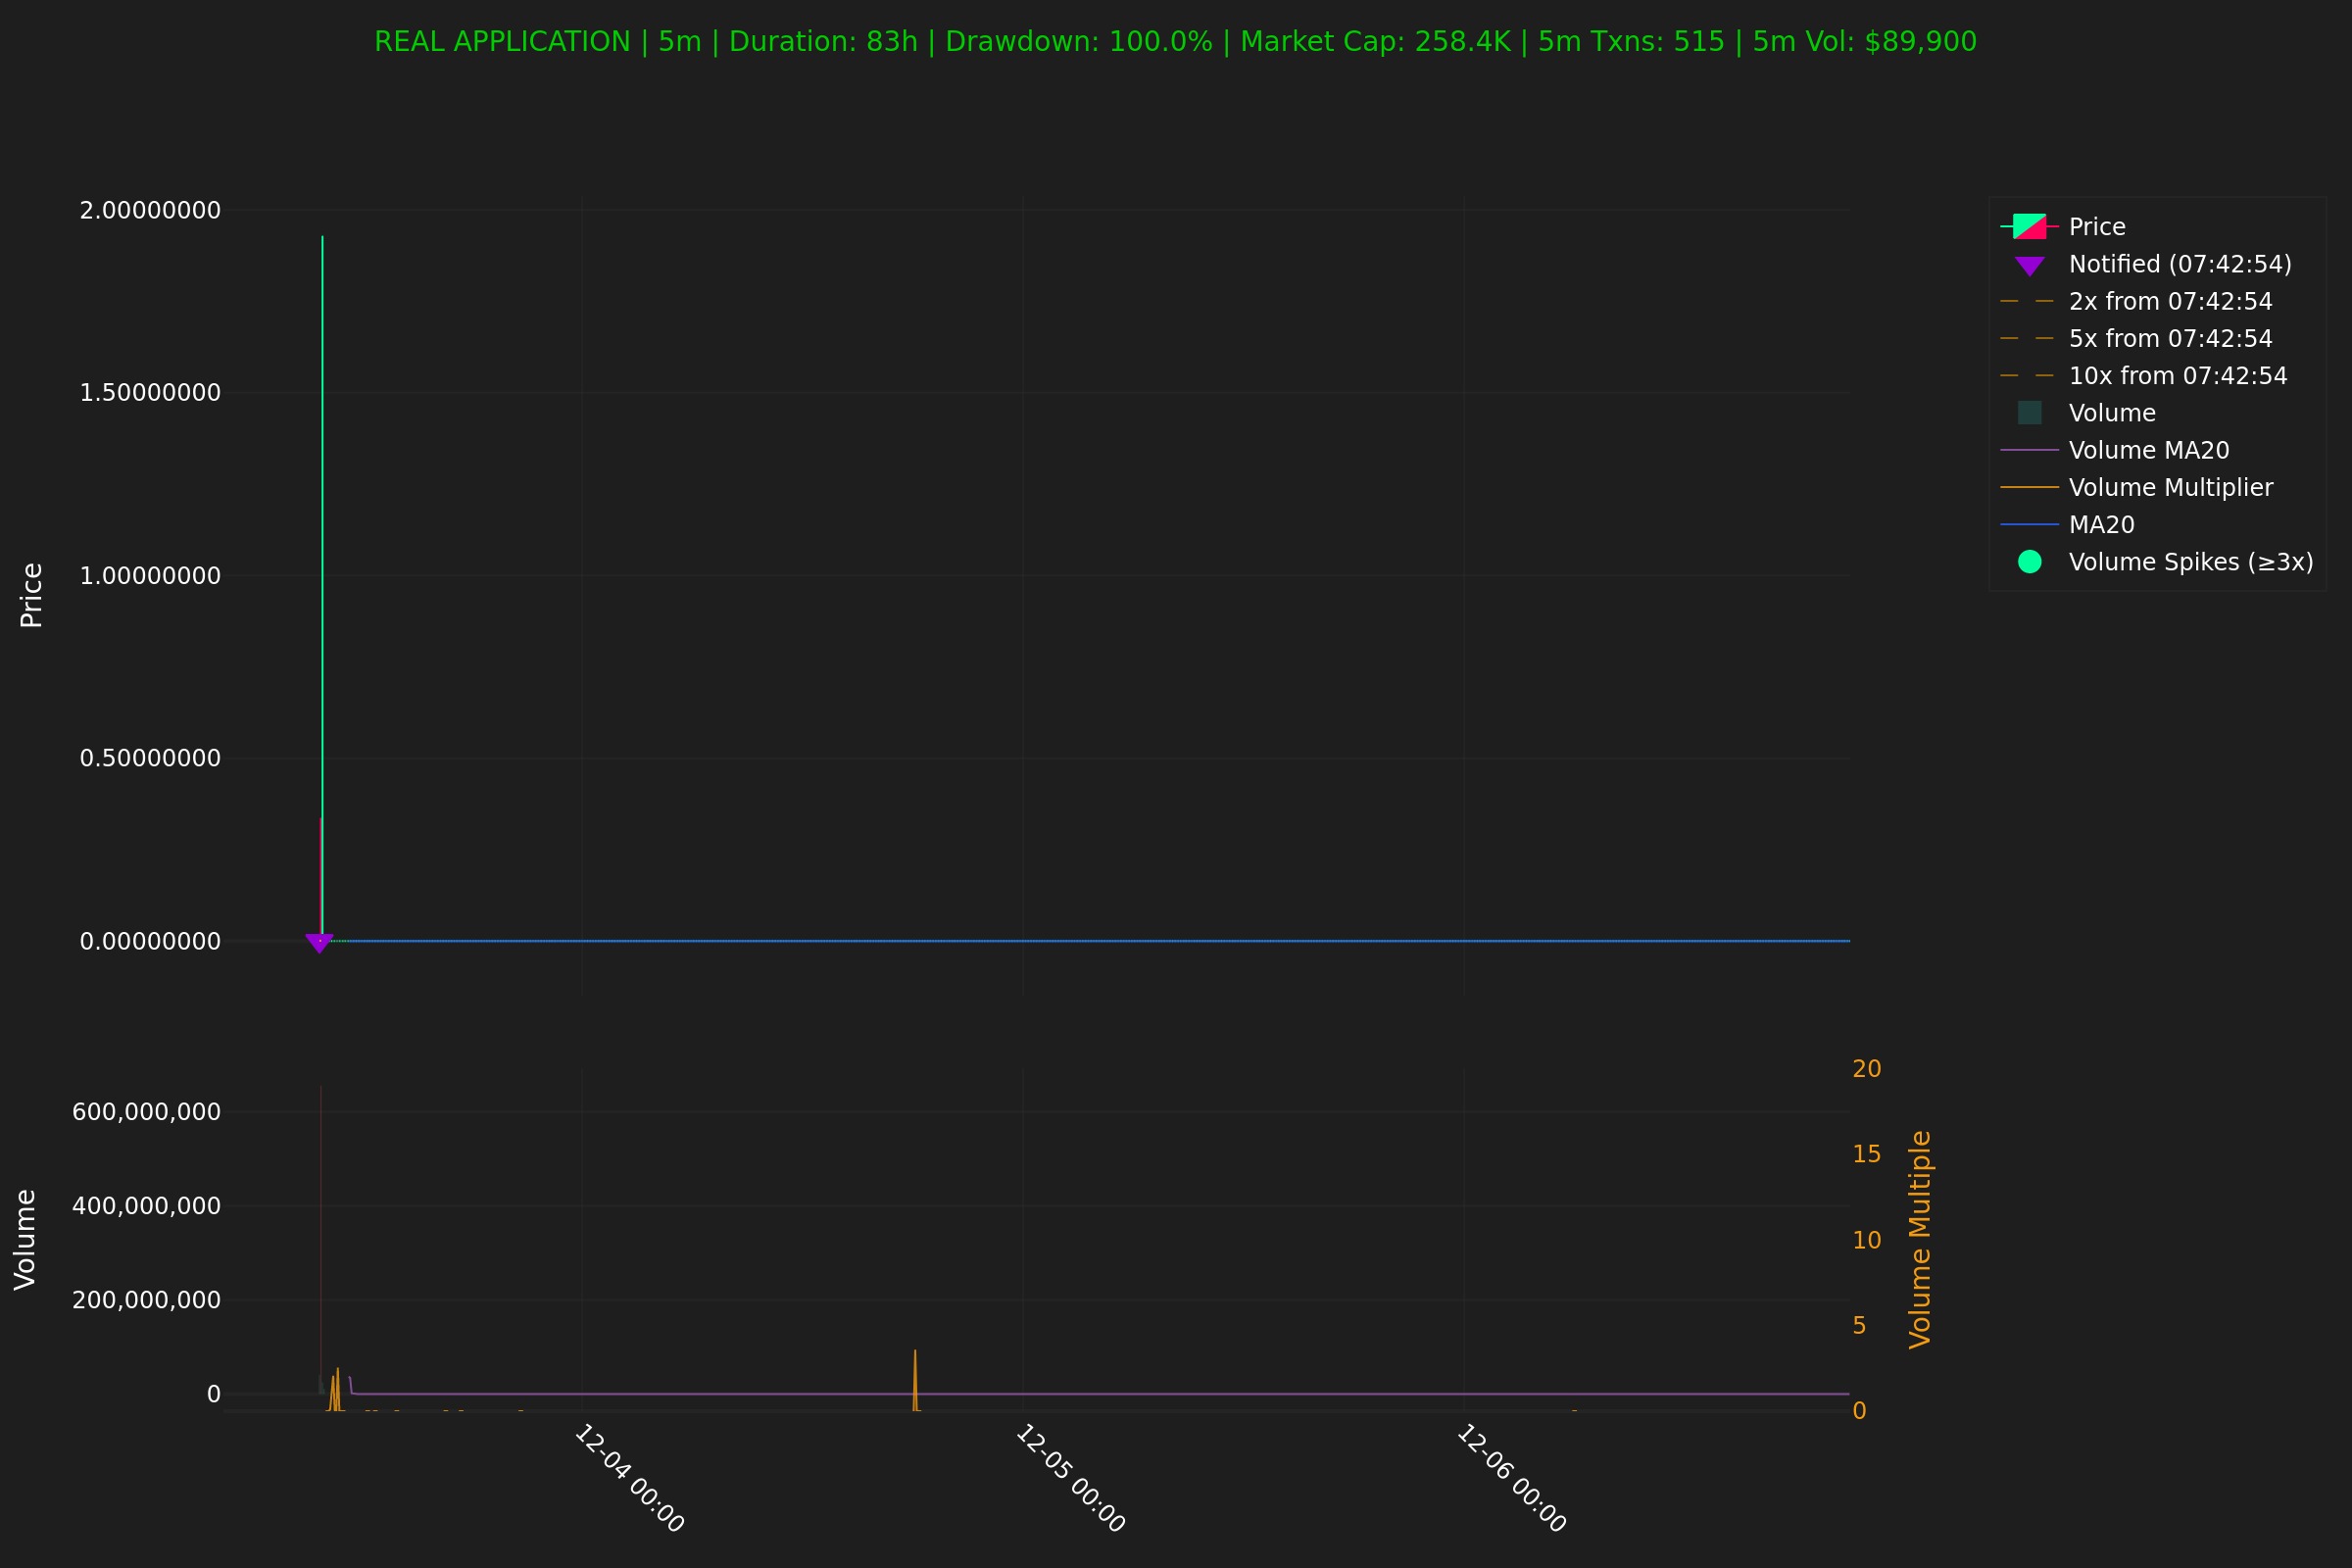 REAL APPLICATION | 5m | Duration: 83h | Drawdown: 100.0% | Market Cap: 258.4K | 5m Txns: 515 | 5m Vol: $89,900
Price
2.00000000
1.50000000
1.00000000
0.50000000
0.00000000
Price
Notified (07:42:54)
2x from 07:42:54
5x from 07:42:54
10x from 07:42:54
Volume
Volume MA20
Volume Multiplier
MA20
Volume Spikes (≥3x)
Volume
600,000,000
400,000,000
200,000,000
0
20
15
10
5
0
Volume Multiple
12-04 00:00
12-05 00:00
12-06 00:00